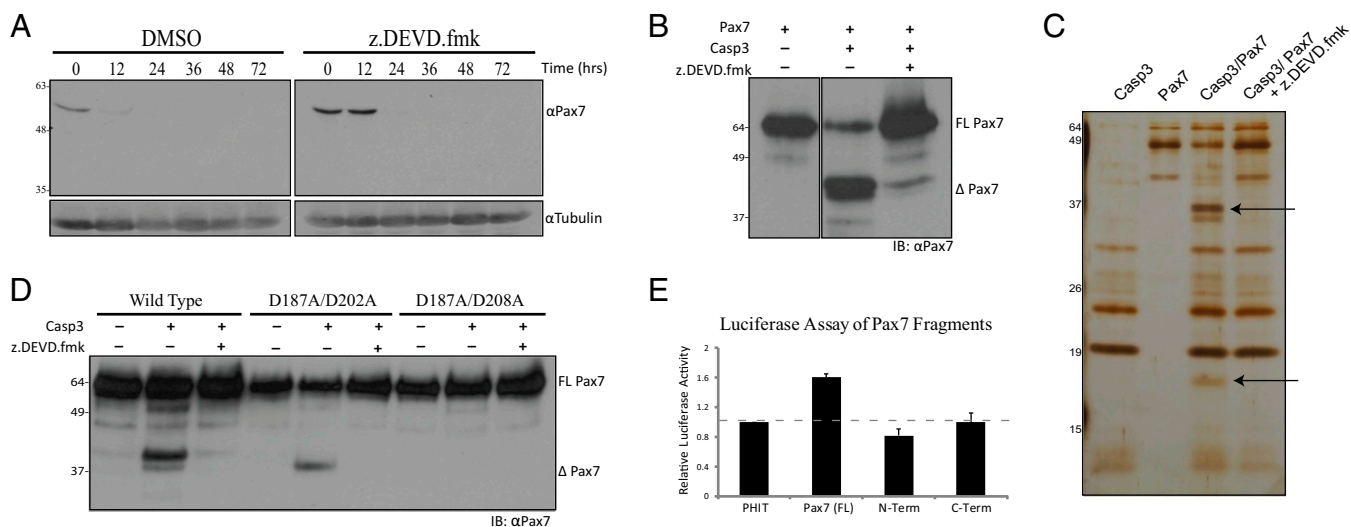 A
DMSO
z.DEVD.fmk
0 12 24 36 48 72
0 12 24 36 48 72 Time (hrs)
63-
48-
35-
αPax7
αTubulin
B
Pax7 + + +
Casp3 – + +
z.DEVD.fmk – – +
64-
49-
37-
FL Pax7
Δ Pax7
IB: αPax7
C
Casp3
Pax7
Casp3/Pax7
Casp3/ Pax7
+ z.DEVD.fmk
64
49
37
26
19
15
D
Wild Type D187A/D202A D187A/D208A
Casp3 – + + – + + – + +
z.DEVD.fmk – – + – – + – – +
64-
49-
37-
FL Pax7
Δ Pax7
IB: αPax7
E
Luciferase Assay of Pax7 Fragments
Relative Luciferase Activity
2
1.6
1.2
0.8
0.4
0
PHIT Pax7 (FL) N-Term C-Term